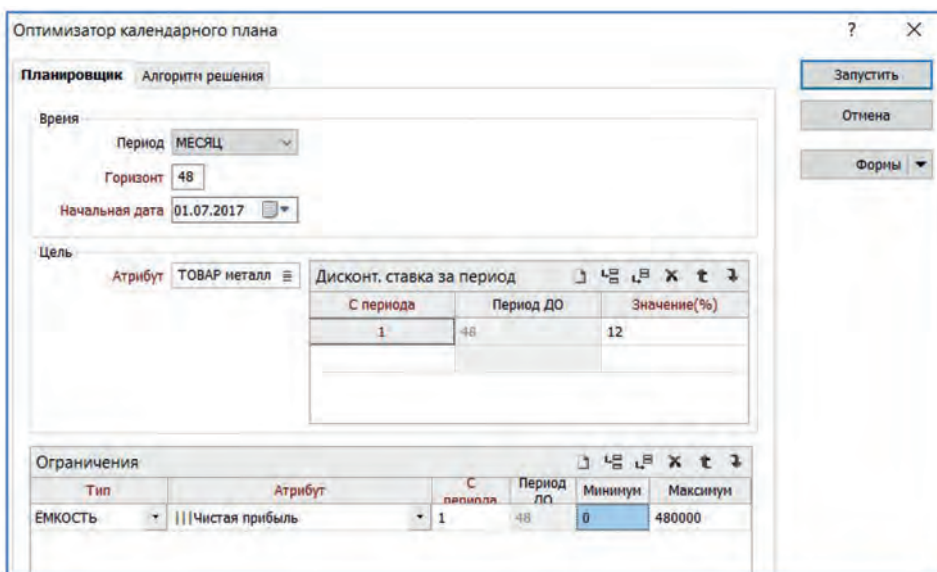 Оптимизатор календарного плана ?
Планировщик Алгоритм решения Запустить
Отмена
Формы
Время
Период МЕСЯЦ
Горизонт 48
Начальная дата 01.07.2017
Цель
Атрибут ТОВАР металл
Дисконт. ставка за период
С периода Период ДО Значение(%)
1 48 12
Ограничения
Тип Атрибут С периода Период ДО Минимум Максимум
ЕМКОСТЬ |||Чистая прибыль 1 48 0 480000